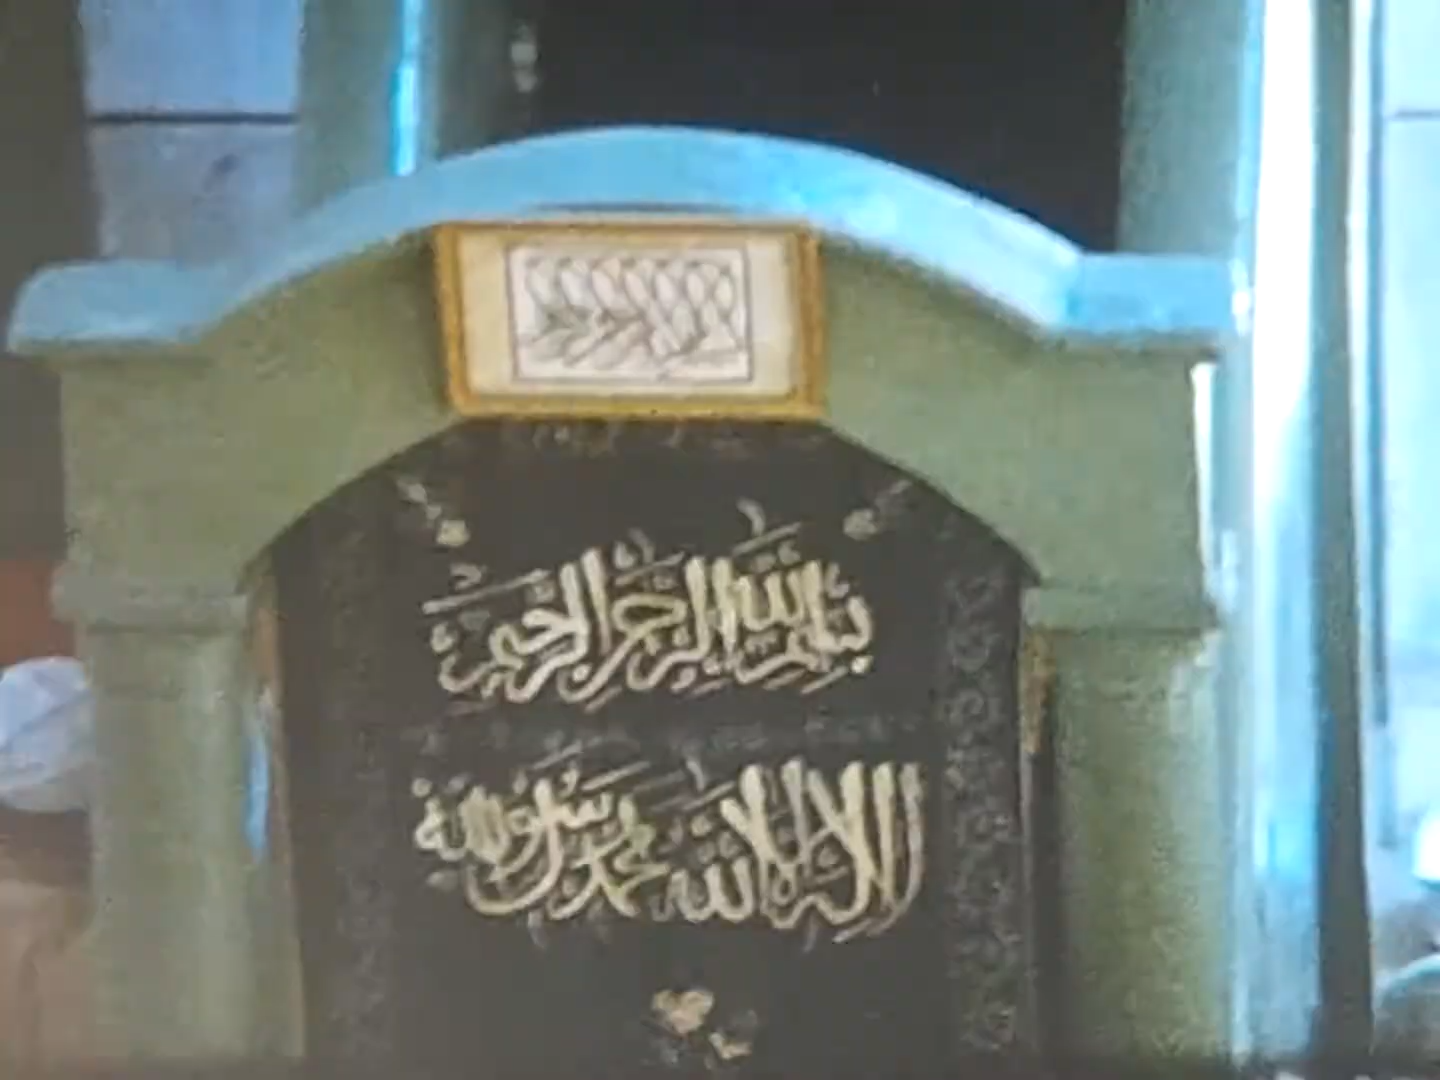 بسم الله الرحمن الرحيم
لا اله الا الله محمد رسول الله